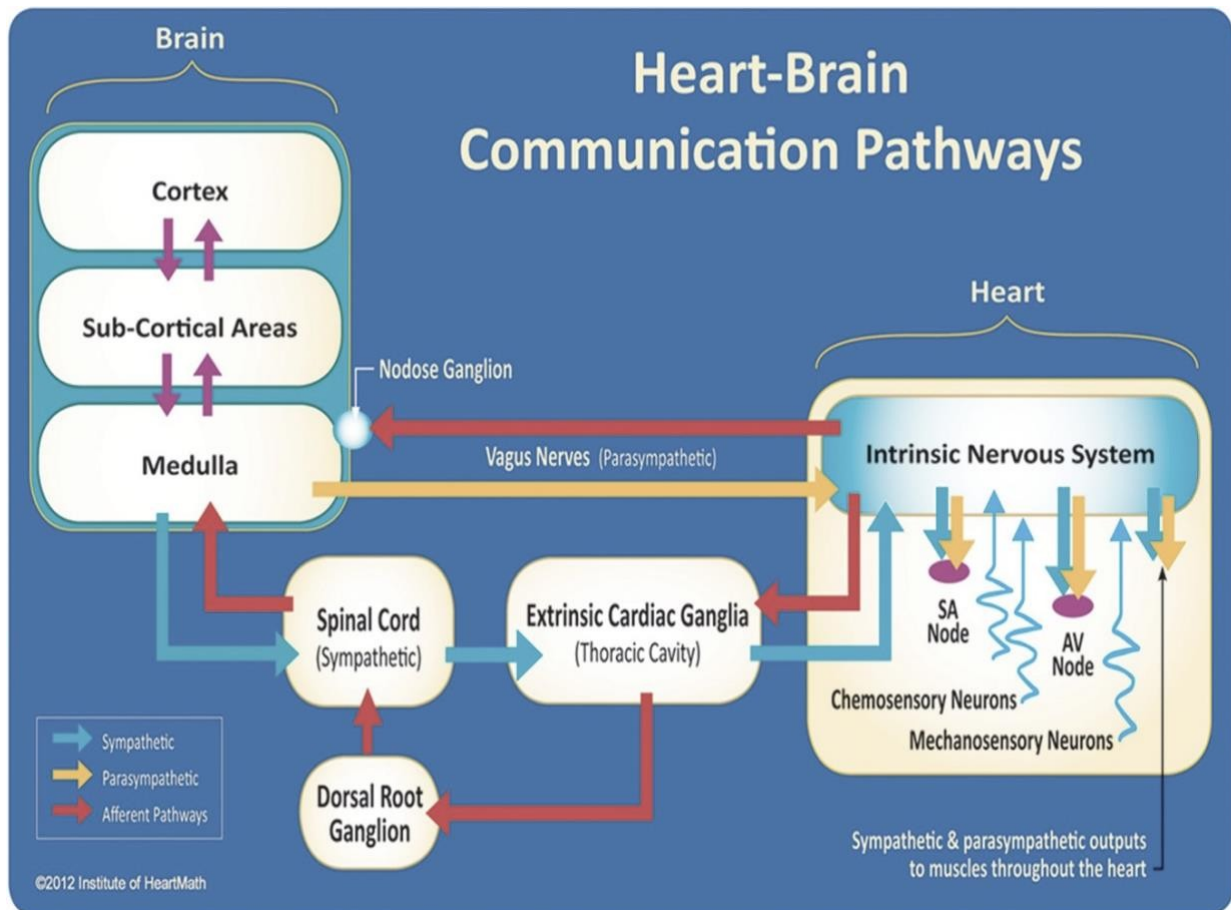 Brain
Heart-Brain
Communication Pathways
Cortex
Sub-Cortical Areas
Medulla
Nodose Ganglion
Vagus Nerves (Parasympathetic)
Heart
Intrinsic Nervous System
SA
Node
AV
Node
Chemosensory Neurons
Mechanosensory Neurons
Spinal Cord
(Sympathetic)
Extrinsic Cardiac Ganglia
(Thoracic Cavity)
Dorsal Root
Ganglion
Sympathetic
Parasympathetic
Afferent Pathways
Sympathetic & parasympathetic outputs
to muscles throughout the heart
©2012 Institute of HeartMath